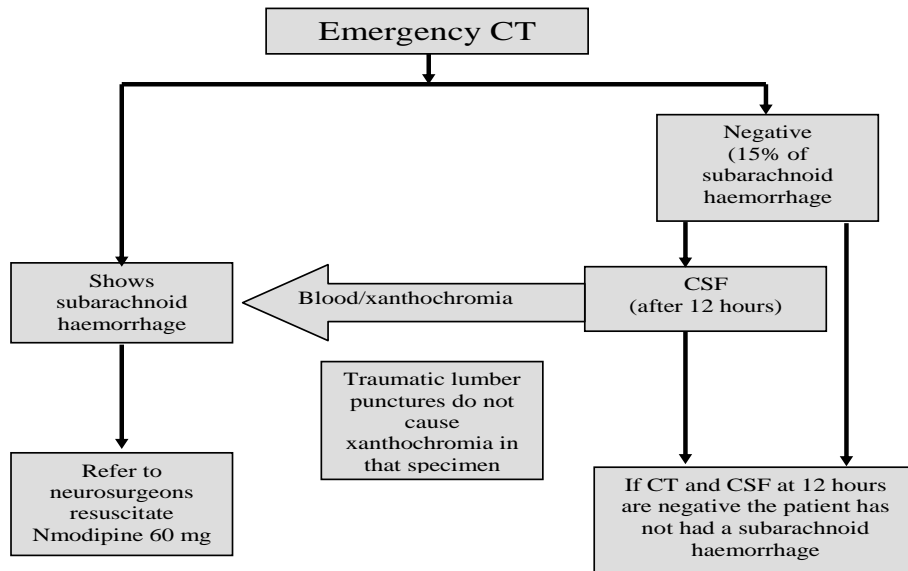 Emergency CT
Negative
(15% of
subarachnoid
haemorrhage
Shows
subarachnoid
haemorrhage
Blood/xanthochromia
CSF
(after 12 hours)
Traumatic lumber
punctures do not
cause
xanthochromia in
that specimen
Refer to
neurosurgeons
resuscitate
Nmodipine 60 mg
If CT and CSF at 12 hours
are negative the patient has
not had a subarachnoid
haemorrhage